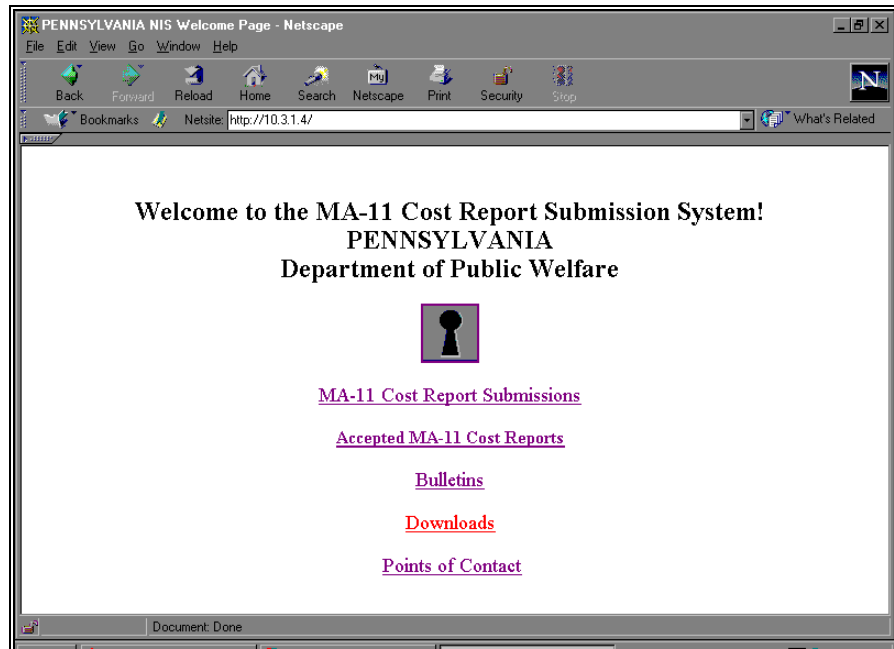 PENNSYLVANIA NIS Welcome Page - Netscape
File Edit View Go Window Help
My
N
Back Forward Reload Home Search Netscape Print Security Stop
Bookmarks Netsite: http://10.3.1.4/ What's Related
Welcome to the MA-11 Cost Report Submission System!
PENNSYLVANIA
Department of Public Welfare
MA-11 Cost Report Submissions
Accepted MA-11 Cost Reports
Bulletins
Downloads
Points of Contact
Document: Done